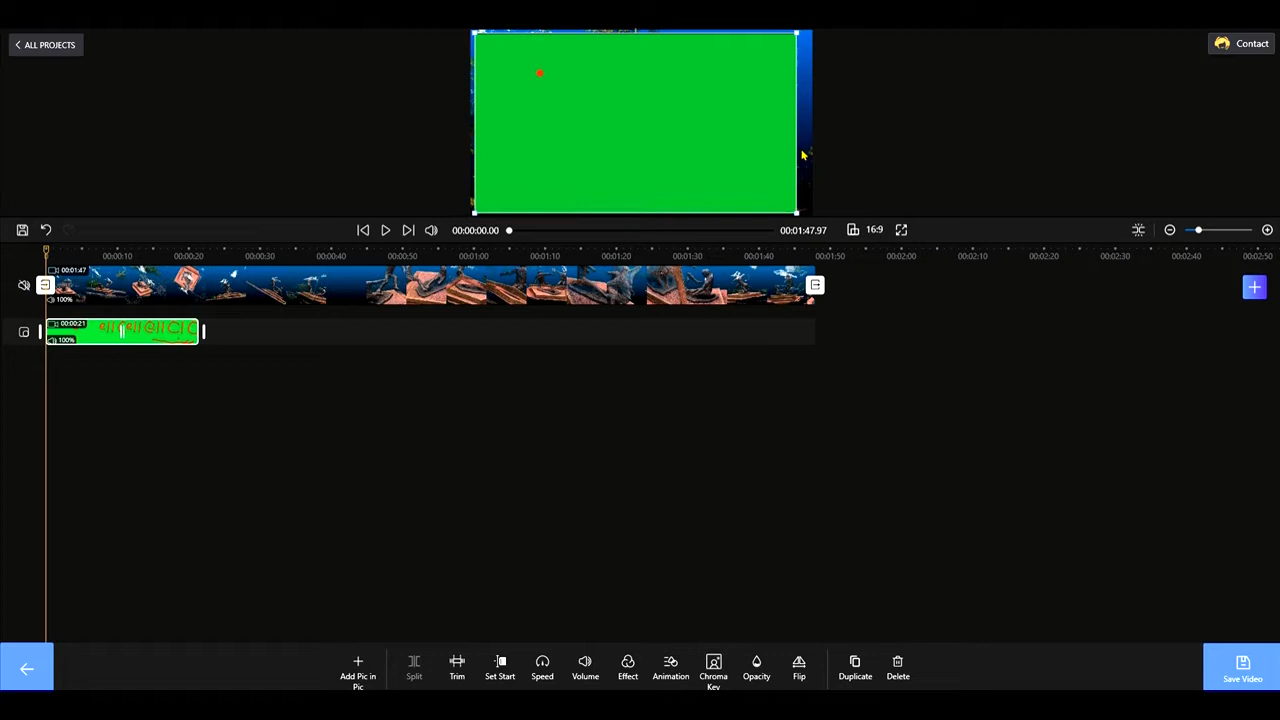 ALL PROJECTS
Contact
00:00:00.00
00:01:47.97
16:9
00:00:10 00:00:20 00:00:30 00:00:40 00:00:50 00:01:00 00:01:10 00:01:20 00:01:30 00:01:40 00:01:50 00:02:00 00:02:10 00:02:20 00:02:30 00:02:40 00:02:50
00:01:47
100%
00:00:21
100%
Add Pic in Pic
Split
Trim
Set Start
Speed
Volume
Effect
Animation
Chroma Key
Opacity
Flip
Duplicate
Delete
Save Video